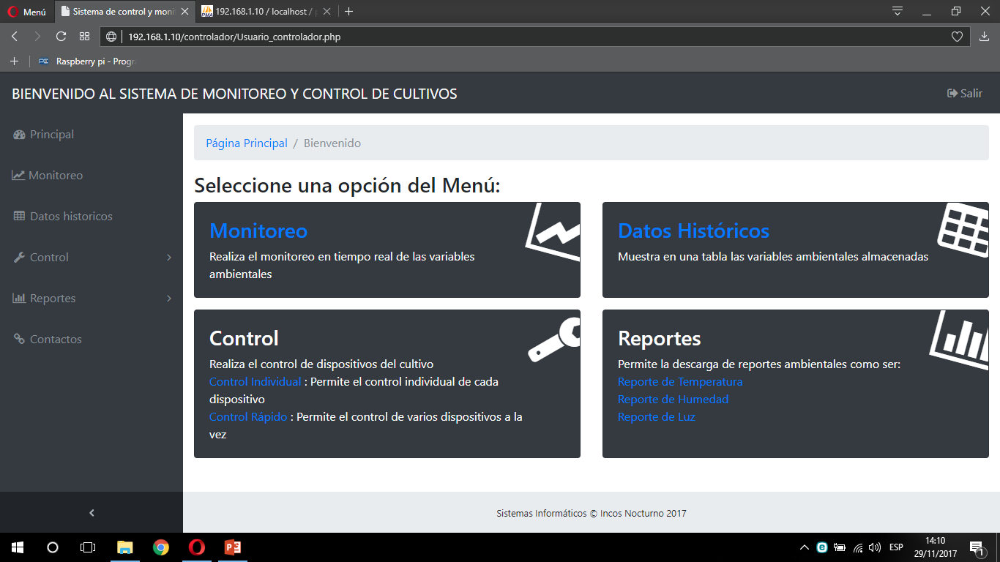 Menú
Sistema de control y moni
192.168.1.10 / localhost / p
192.168.1.10/controlador/Usuario_controlador.php
Raspberry pi - Progr
BIENVENIDO AL SISTEMA DE MONITOREO Y CONTROL DE CULTIVOS
Salir
Principal
Monitoreo
Datos historicos
Control
Reportes
Contactos
Página Principal / Bienvenido
Seleccione una opción del Menú:
Monitoreo
Realiza el monitoreo en tiempo real de las variables
ambientales
Datos Históricos
Muestra en una tabla las variables ambientales almacenadas
Control
Realiza el control de dispositivos del cultivo
Control Individual : Permite el control individual de cada
dispositivo
Control Rápido : Permite el control de varios dispositivos a la
vez
Reportes
Permite la descarga de reportes ambientales como ser:
Reporte de Temperatura
Reporte de Humedad
Reporte de Luz
Sistemas Informáticos © Incos Nocturno 2017
ESP
14:10
29/11/2017
1